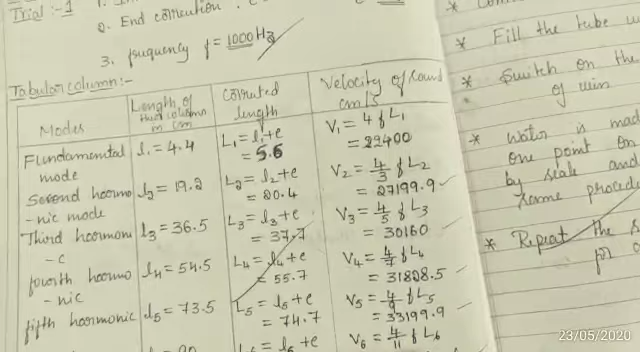 Trial :- 1
2. End correction
3. frequency f = 1000Hz
Tabular column:-
Modes
Length of
fluid column
in cm
corrected
length
Velocity of sound
cm/s
Fundamental
mode
l₁ = 4.4
L₁ = l₁+e
= 5.6
V₁ = 4 f L₁
= 22400
Second harmo
-nic mode
l₂ = 19.2
L₂ = l₂+e
= 20.4
V₂ = 4/3 f L₂
= 27199.9
Third harmoni
-c
l₃ = 36.5
L₃ = l₃+e
= 37.7
V₃ = 4/5 f L₃
= 30160
fourth harmo
-nic
l₄ = 54.5
L₄ = l₄+e
= 55.7
V₄ = 4/7 f L₄
= 31828.5
fifth harmonic
l₅ = 73.5
L₅ = l₅+e
= 74.7
V₅ = 4/9 f L₅
= 33199.9
L₆ = l₆+e
V₆ = 4/11 f L₆
* Fill the tube
* Switch on the
of
* Water is mad
one point on
by scale and
same proced
* Repeat the
for
23/05/2020